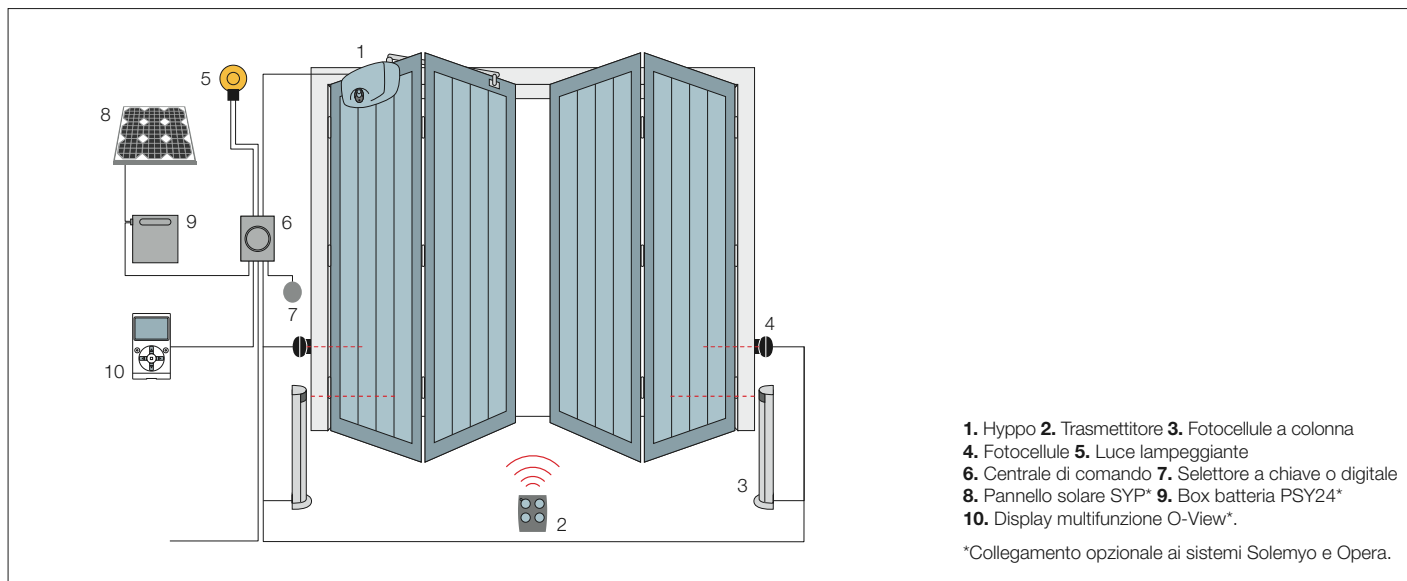 1
5
8
9
6
7
4
10
3
2
1. Hyppo 2. Trasmettitore 3. Fotocellule a colonna
4. Fotocellule 5. Luce lampeggiante
6. Centrale di comando 7. Selettore a chiave o digitale
8. Pannello solare SYP* 9. Box batteria PSY24*
10. Display multifunzione O-View*.
*Collegamento opzionale ai sistemi Solemyo e Opera.